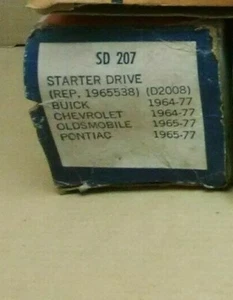 SD 207
STARTER DRIVE
(REP. 1965538) (D2008)
BUICK 1964-77
CHEVROLET 1964-77
OLDSMOBILE 1965-77
PONTIAC 1965-77